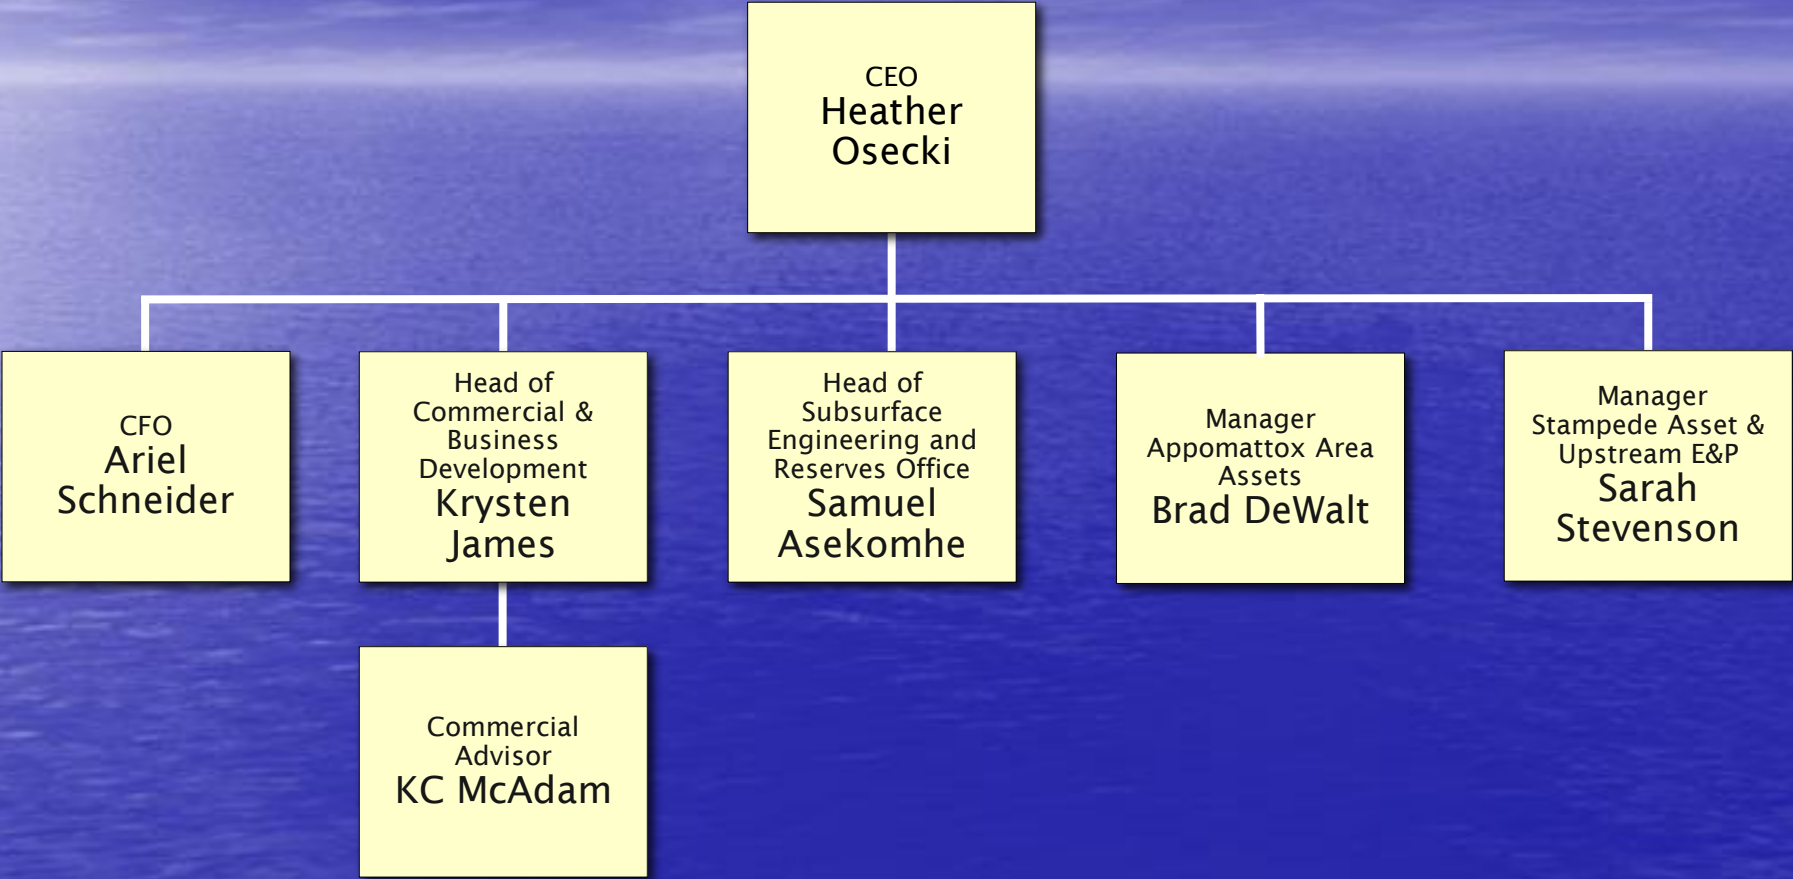 CEO
Heather
Osecki
CFO
Ariel
Schneider
Head of
Commercial &
Business
Development
Krysten
James
Head of
Subsurface
Engineering and
Reserves Office
Samuel
Asekomhe
Manager
Appomattox Area
Assets
Brad DeWalt
Manager
Stampede Asset &
Upstream E&P
Sarah
Stevenson
Commercial
Advisor
KC McAdam